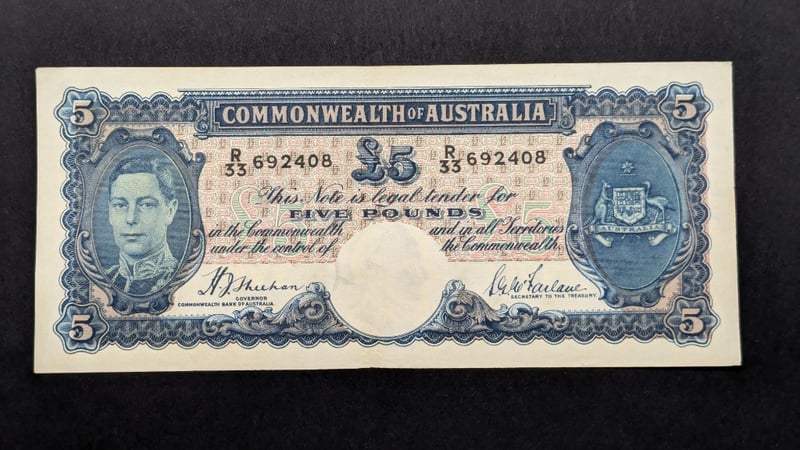 5 5
COMMONWEALTH OF AUSTRALIA
R/33 692408 £5 R/33 692408
This Note is legal tender for
FIVE POUNDS
in the Commonwealth and in all Territories
under the control of the Commonwealth.
AUSTRALIA
H.T. Sheehan S.G. McFarlane
GOVERNOR SECRETARY TO THE TREASURY.
COMMONWEALTH BANK OF AUSTRALIA
5 5